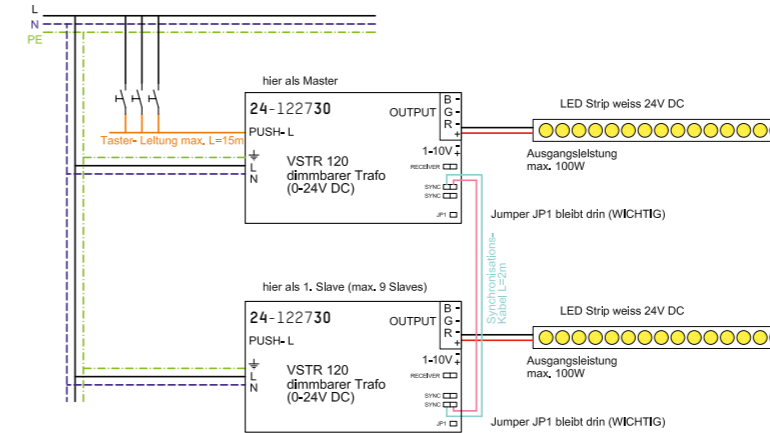 L
N
PE
hier als Master
24-122730
OUTPUT
B -
G -
R -
+
LED Strip weiss 24V DC
PUSH- L
Taster- Leitung max. L=15m
1-10V
-
+
Ausgangsleistung
max. 100W
L
N
VSTR 120
dimmbarer Trafo
(0-24V DC)
RECEIVER
SYNC
SYNC
JP1
Jumper JP1 bleibt drin (WICHTIG)
Synchronisations-
Kabel L=2m
hier als 1. Slave (max. 9 Slaves)
24-122730
OUTPUT
B -
G -
R -
+
LED Strip weiss 24V DC
PUSH- L
1-10V
-
+
Ausgangsleistung
max. 100W
L
N
VSTR 120
dimmbarer Trafo
(0-24V DC)
RECEIVER
SYNC
SYNC
JP1
Jumper JP1 bleibt drin (WICHTIG)